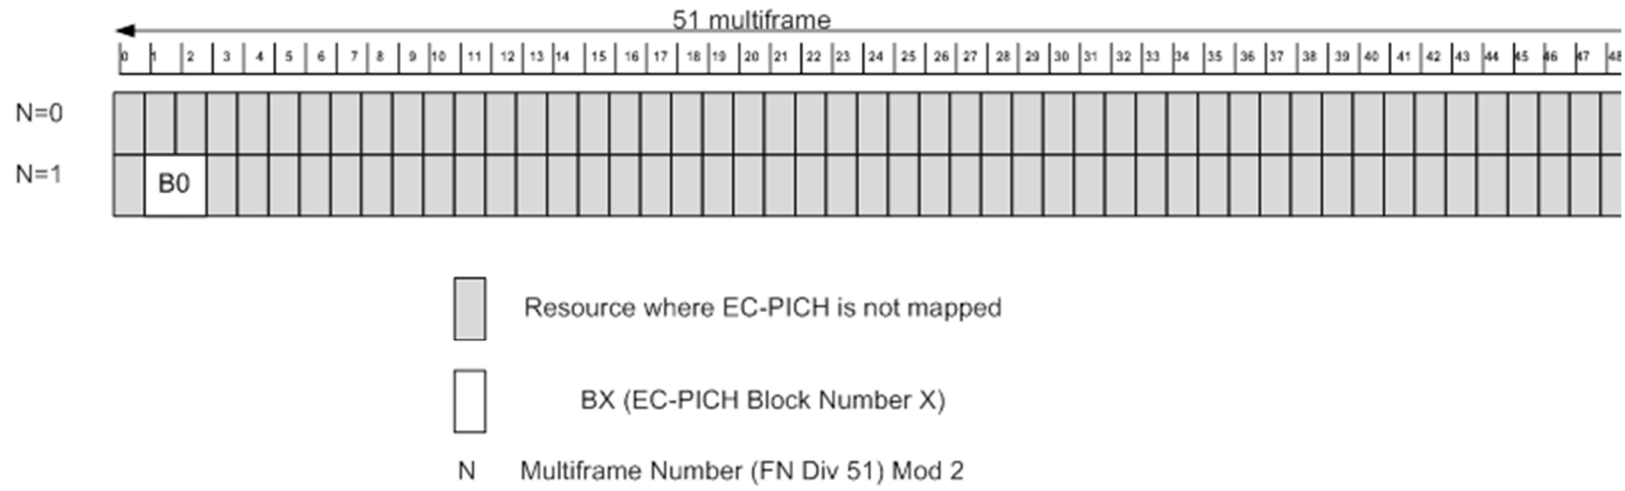 51 multiframe
0 1 2 3 4 5 6 7 8 9 10 11 12 13 14 15 16 17 18 19 20 21 22 23 24 25 26 27 28 29 30 31 32 33 34 35 36 37 38 39 40 41 42 43 44 45 46 47 48
N=0
N=1 B0
Resource where EC-PICH is not mapped
BX (EC-PICH Block Number X)
N Multiframe Number (FN Div 51) Mod 2